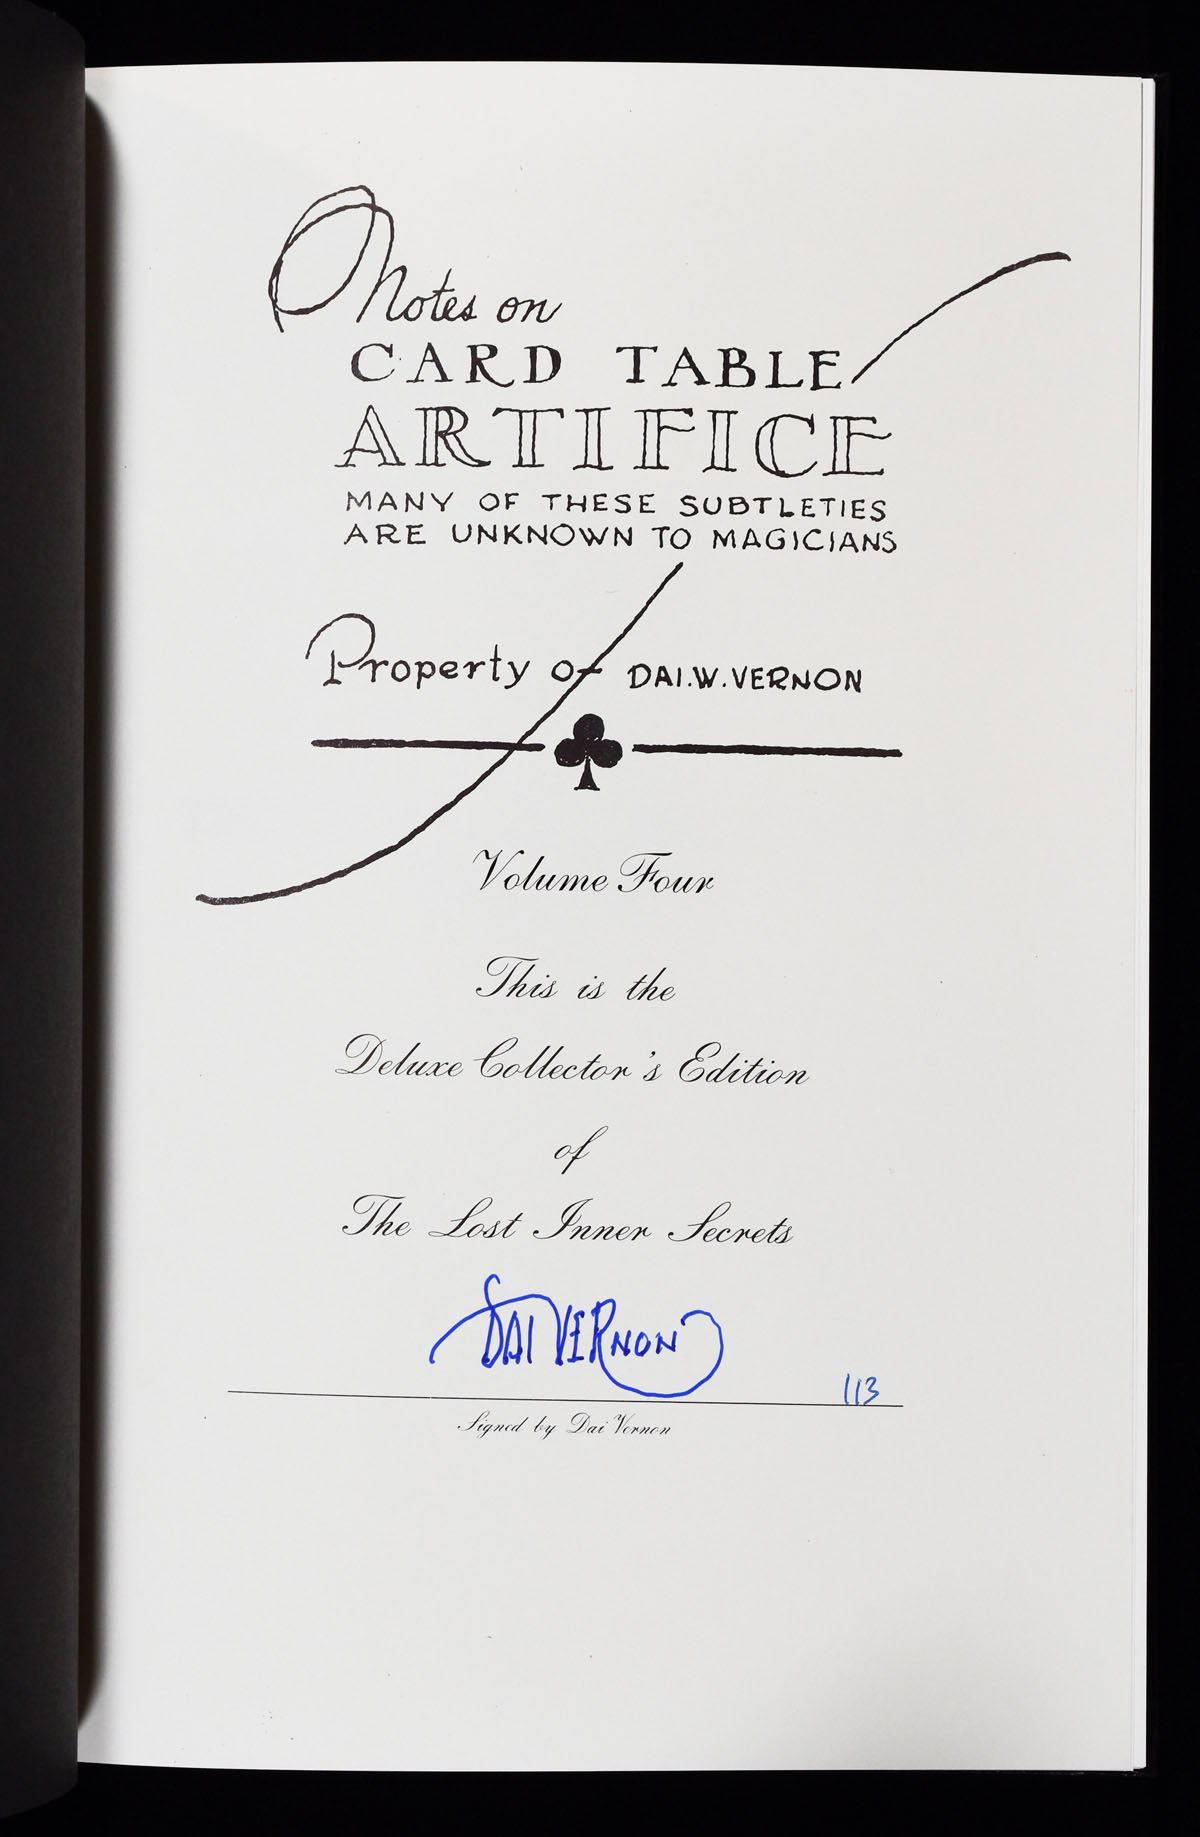 Notes on
CARD TABLE
ARTIFICE
MANY OF THESE SUBTLETIES
ARE UNKNOWN TO MAGICIANS
Property of DAI.W.VERNON
Volume Four
This is the
Deluxe Collector's Edition
of
The Lost Inner Secrets
DAI VERNON
113
Signed by Dai Vernon